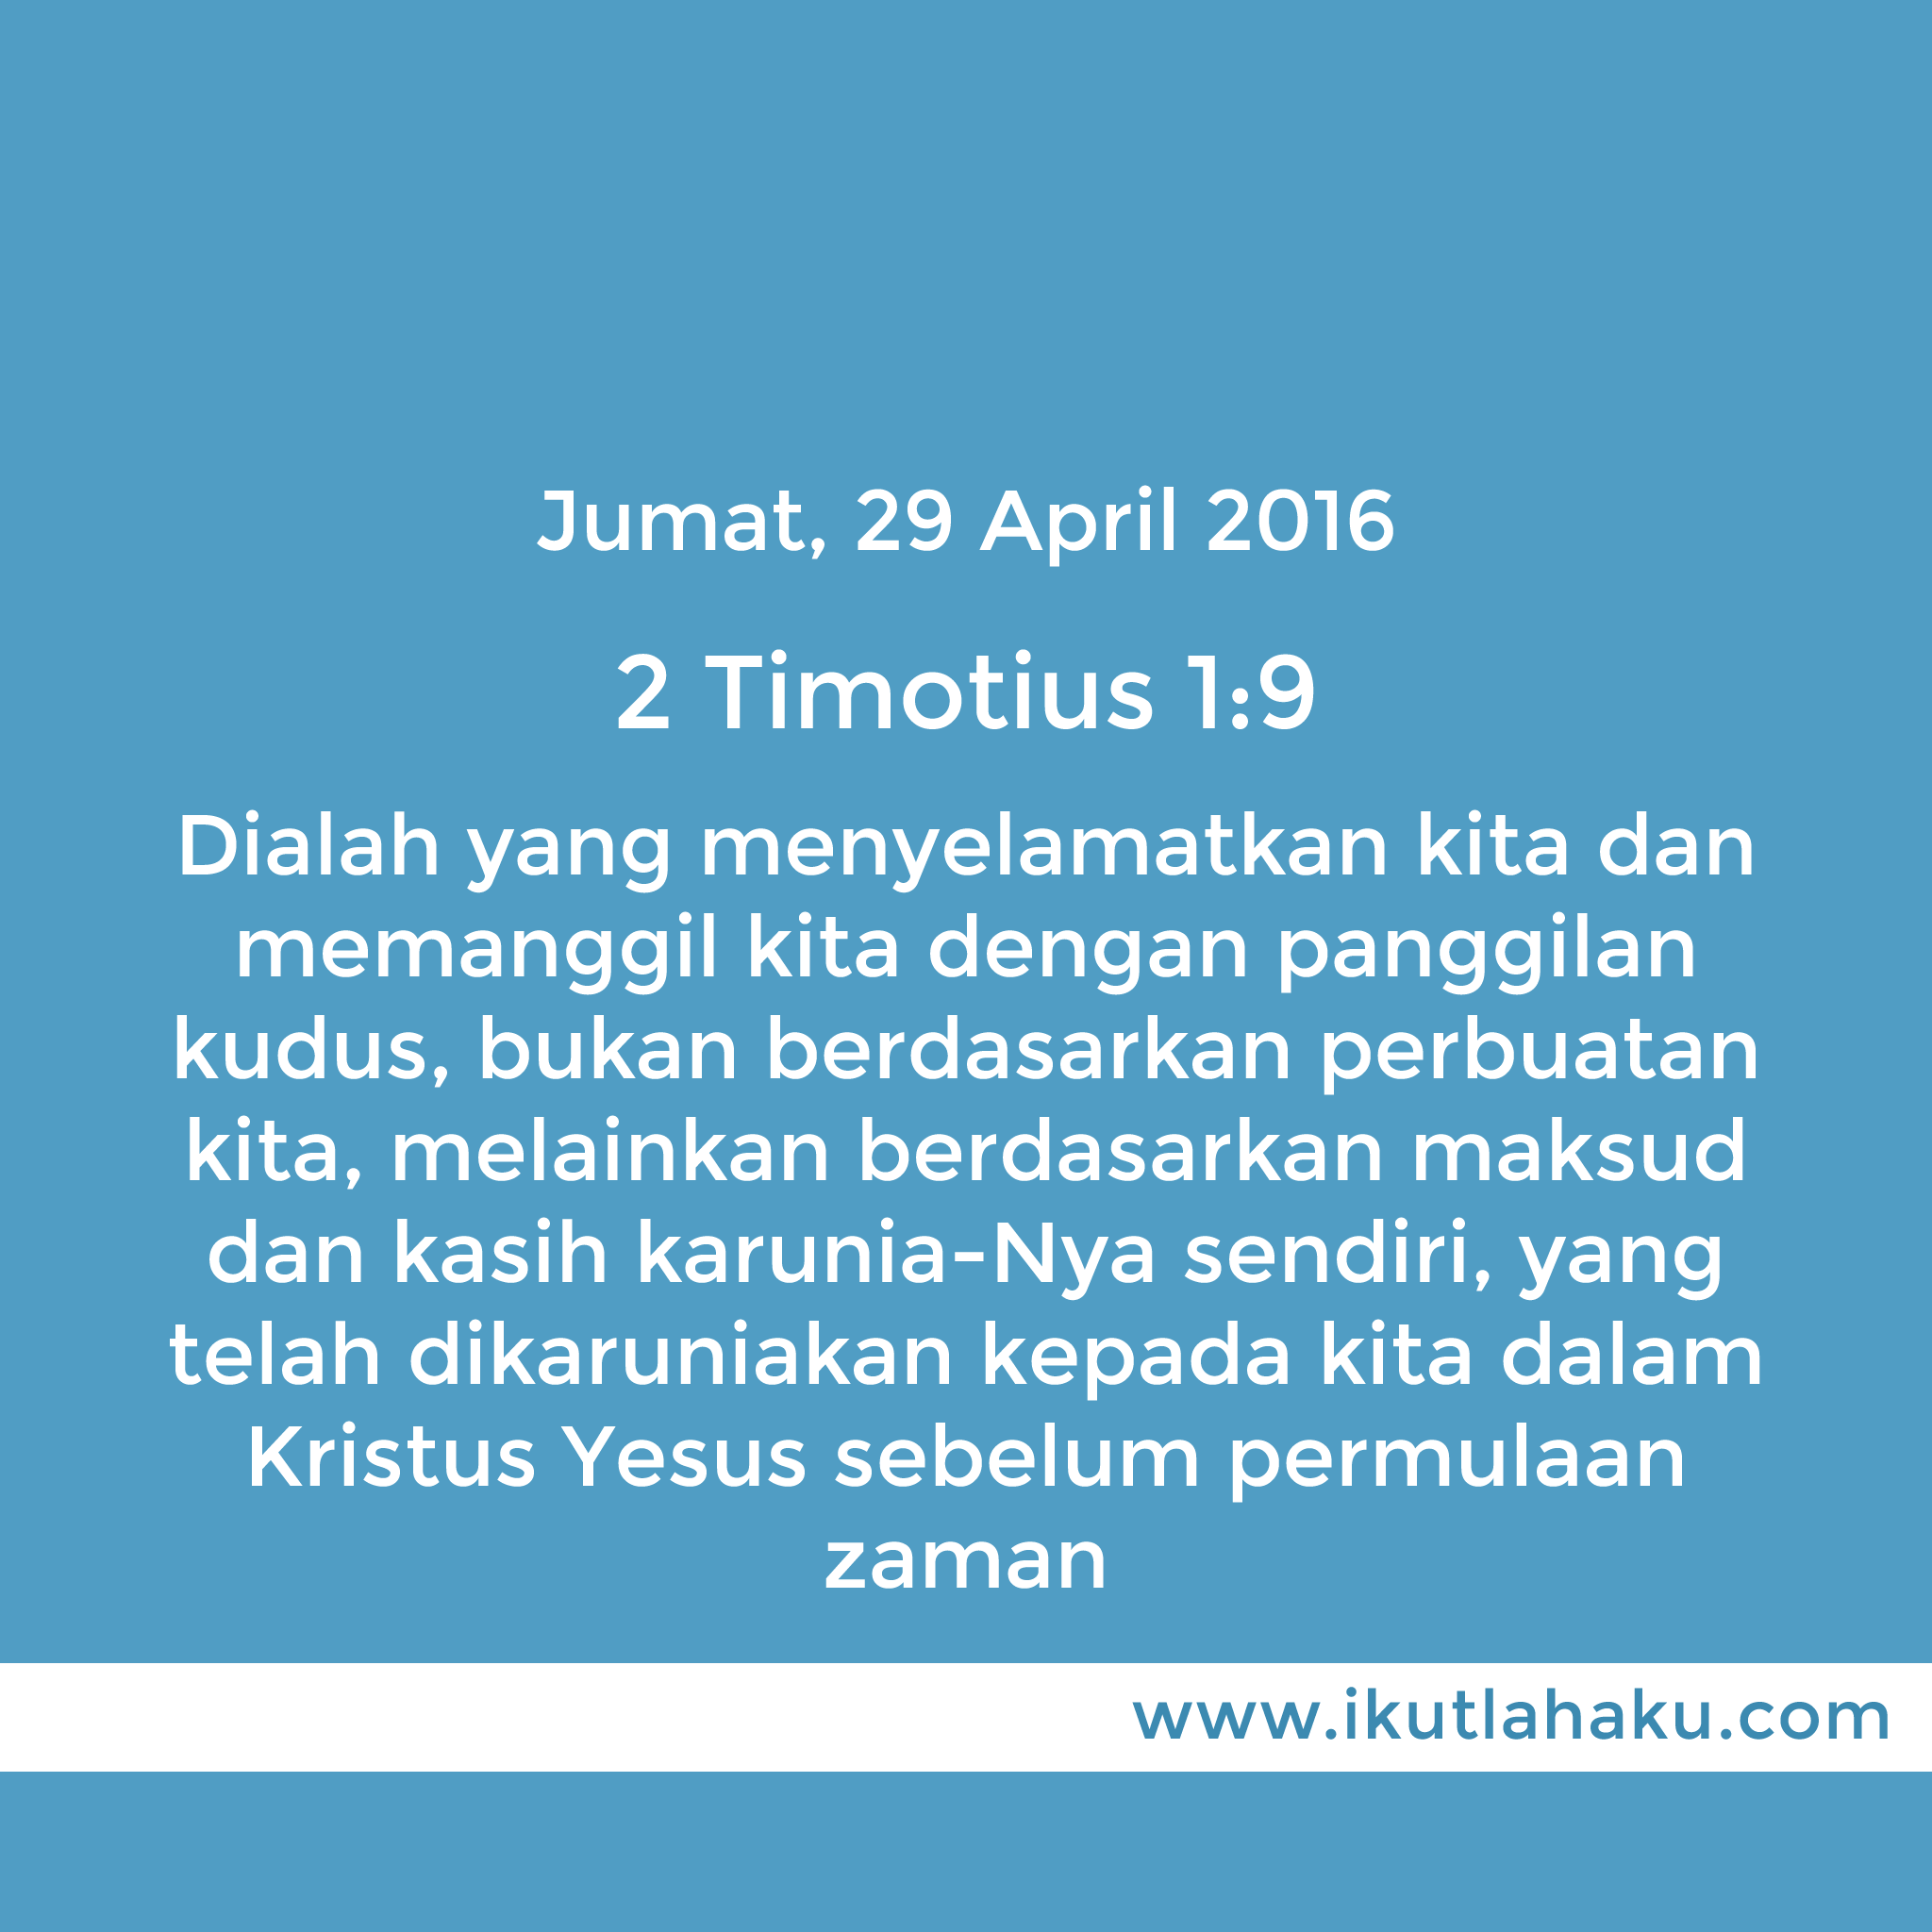 Jumat, 29 April 2016
2 Timotius 1:9
Dialah yang menyelamatkan kita dan
memanggil kita dengan panggilan
kudus, bukan berdasarkan perbuatan
kita, melainkan berdasarkan maksud
dan kasih karunia-Nya sendiri, yang
telah dikaruniakan kepada kita dalam
Kristus Yesus sebelum permulaan
zaman
www.ikutlahaku.com